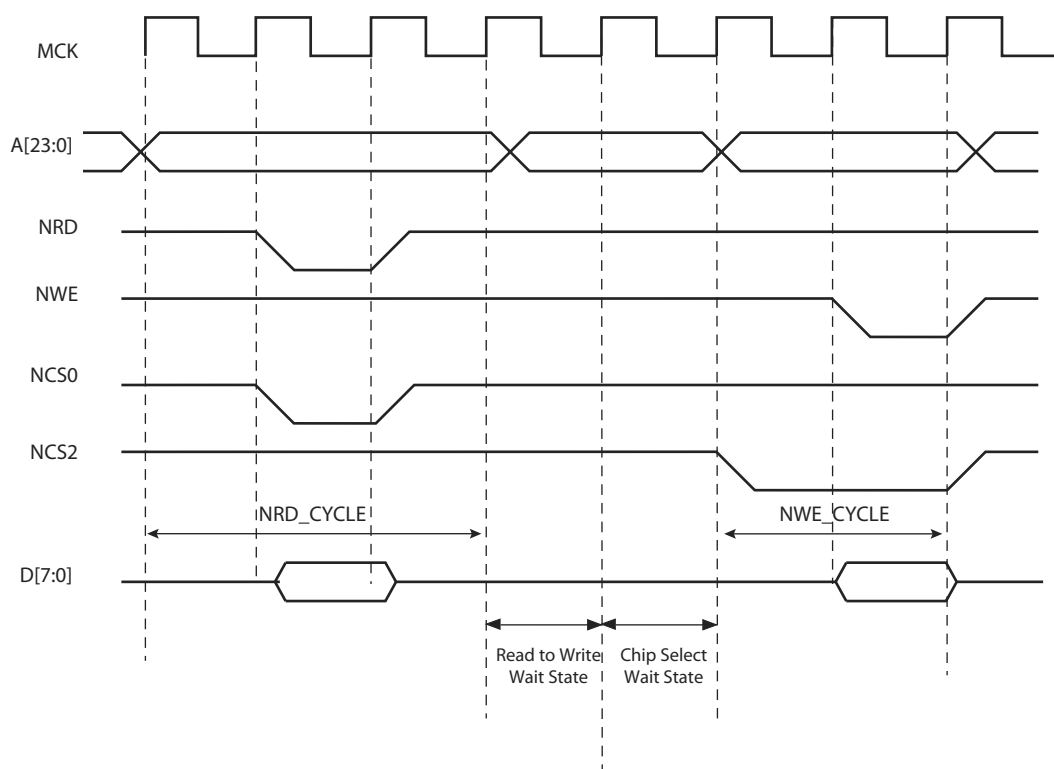 MCK
A[23:0]
NRD
NWE
NCS0
NCS2
NRD_CYCLE
NWE_CYCLE
D[7:0]
Read to Write
Wait State
Chip Select
Wait State